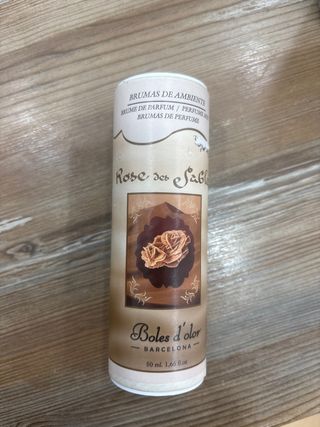 BRUMAS DE AMBIENTE
BRUME DE PARFUM / PERFUME
BRUMAS DE PERFUME
Rose des Sabl
Boles d'olor
BARCELONA
50 ml. 1,66 fl.oz